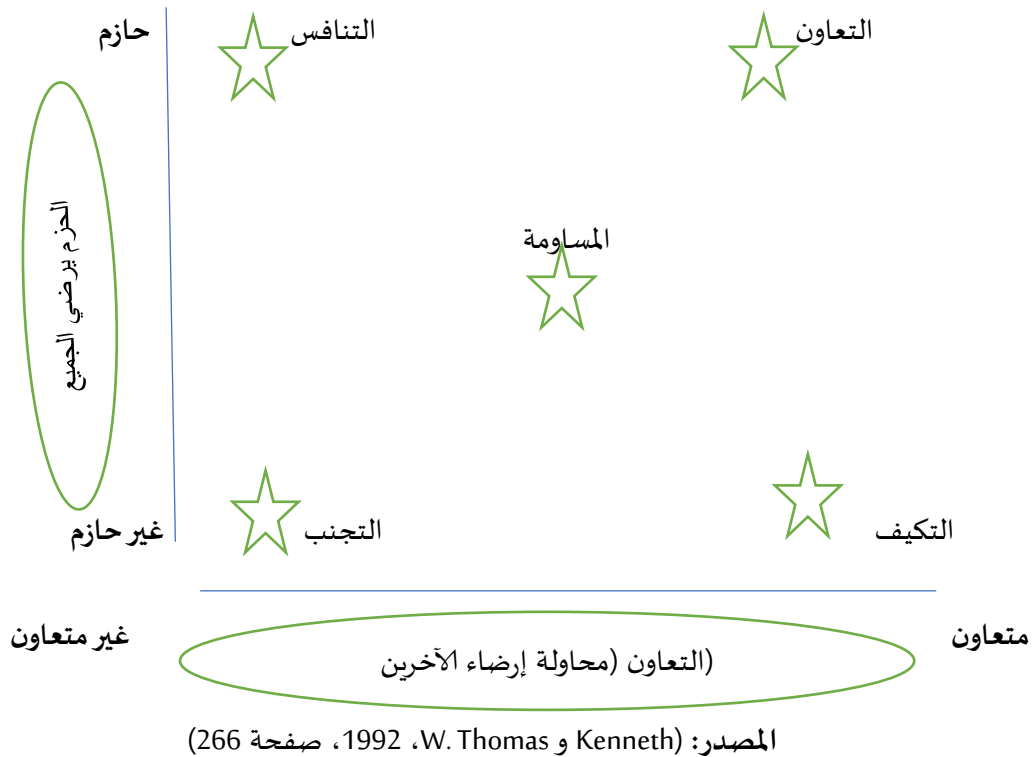 حازم
التنافس
التعاون
الحزم يرضي الجميع
المساومة
غير حازم
التجنب
التكيف
غير متعاون
متعاون
(التعاون (محاولة إرضاء الآخرين
المصدر: (Kenneth و W. Thomas، 1992، صفحة 266)